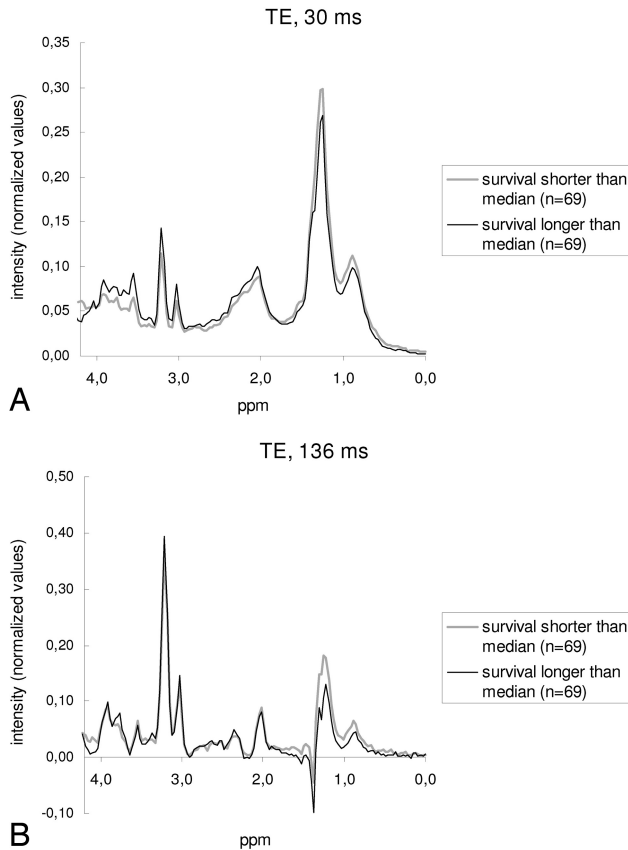 TE, 30 ms
0,35
0,30
0,25
0,20
0,15
0,10
0,05
0,00
intensity (normalized values)
4,0 3,0 2,0 1,0 0,0
ppm
survival shorter than
median (n=69)
survival longer than
median (n=69)
A
TE, 136 ms
0,50
0,40
0,30
0,20
0,10
0,00
-0,10
intensity (normalized values)
4,0 3,0 2,0 1,0 0,0
ppm
survival shorter than
median (n=69)
survival longer than
median (n=69)
B